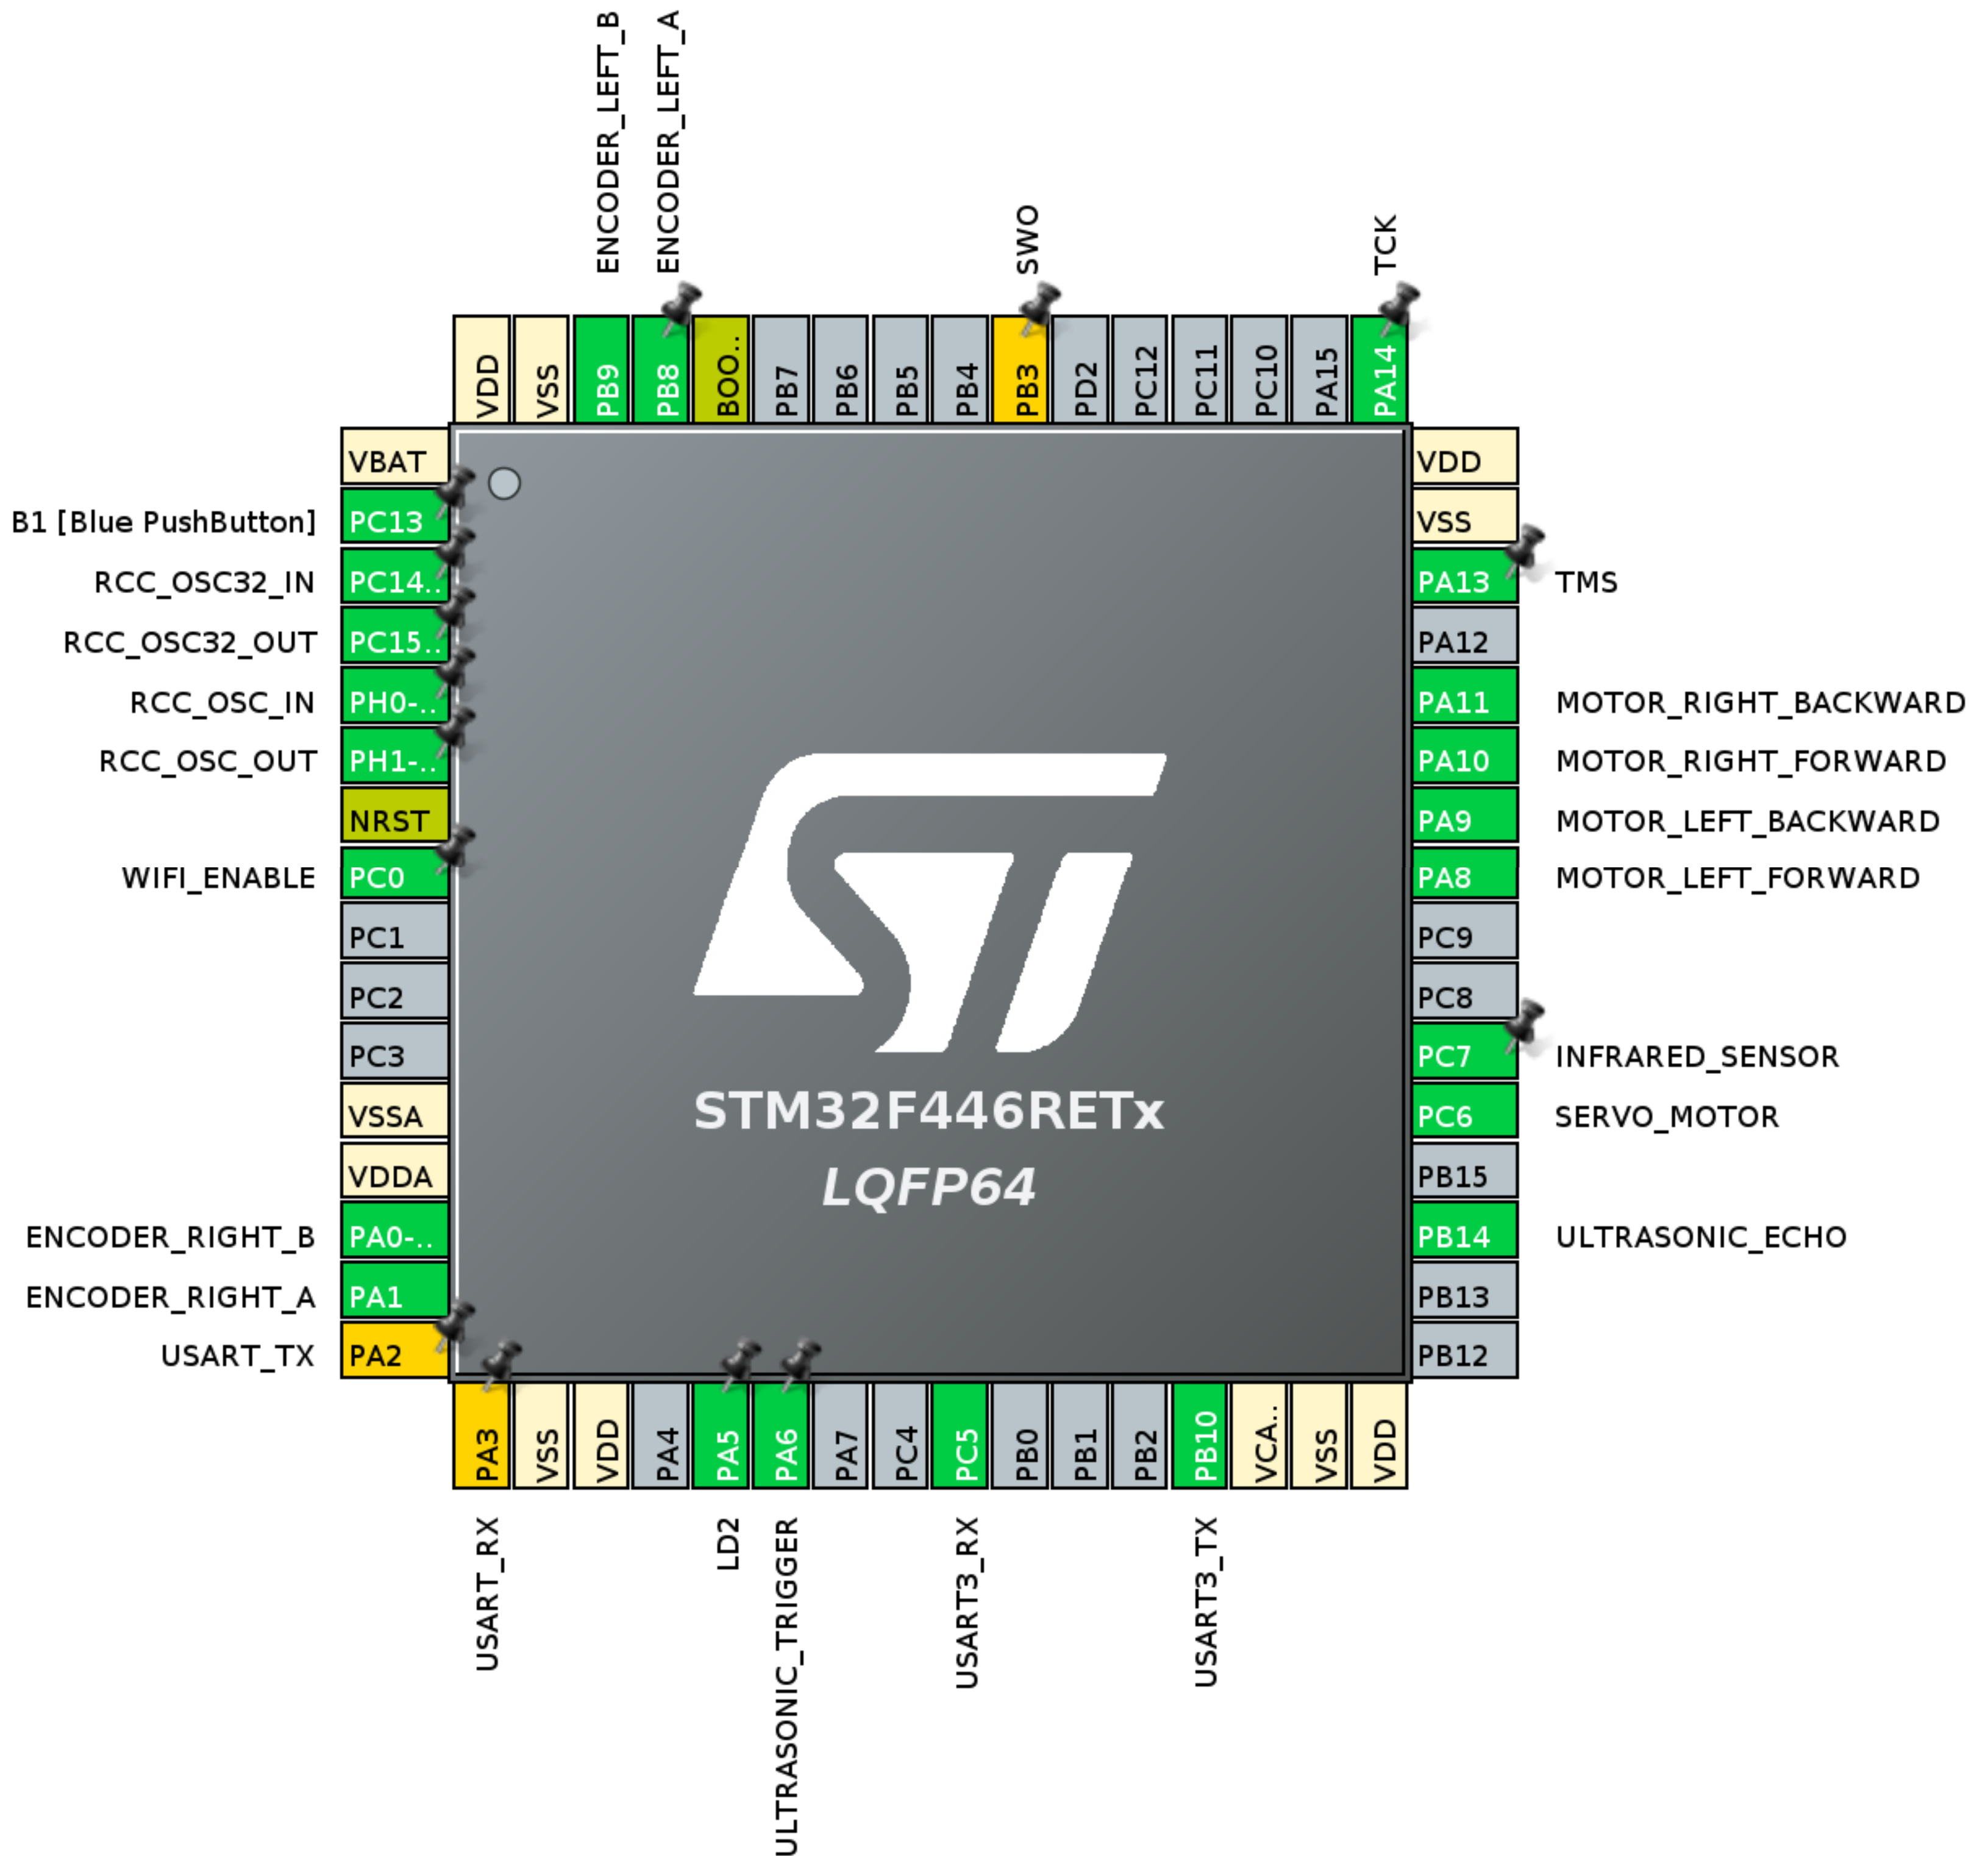 ENCODER_LEFT_B
ENCODER_LEFT_A
SWO
TCK
VDD
VSS
PB9
PB8
BOO..
PB7
PB6
PB5
PB4
PB3
PD2
PC12
PC11
PC10
PA15
PA14
VBAT
B1 [Blue PushButton] PC13
RCC_OSC32_IN PC14..
RCC_OSC32_OUT PC15..
RCC_OSC_IN PH0-..
RCC_OSC_OUT PH1-..
NRST
WIFI_ENABLE PC0
PC1
PC2
PC3
VSSA
VDDA
ENCODER_RIGHT_B PA0-..
ENCODER_RIGHT_A PA1
USART_TX PA2
STM32F446RETx
LQFP64
VDD
VSS
PA13 TMS
PA12
PA11 MOTOR_RIGHT_BACKWARD
PA10 MOTOR_RIGHT_FORWARD
PA9 MOTOR_LEFT_BACKWARD
PA8 MOTOR_LEFT_FORWARD
PC9
PC8
PC7 INFRARED_SENSOR
PC6 SERVO_MOTOR
PB15
PB14 ULTRASONIC_ECHO
PB13
PB12
PA3
VSS
VDD
PA4
PA5
PA6
PA7
PC4
PC5
PB0
PB1
PB2
PB10
VCA..
VSS
VDD
USART_RX
LD2
ULTRASONIC_TRIGGER
USART3_RX
USART3_TX